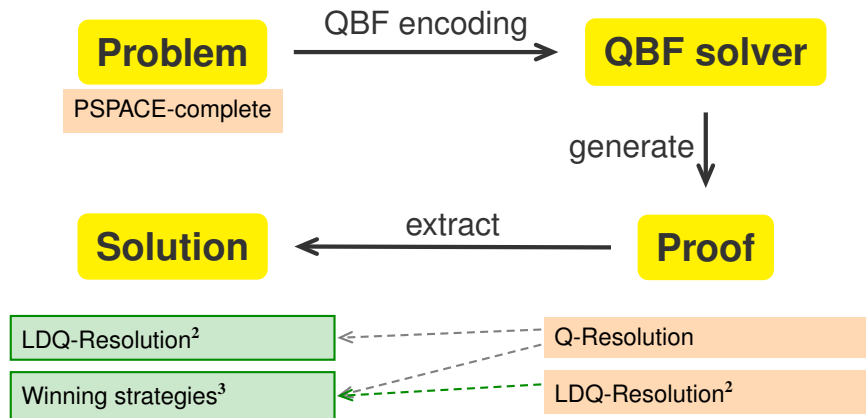 Problem
QBF encoding
QBF solver
PSPACE-complete
generate
Solution
extract
Proof
LDQ-Resolution²
Q-Resolution
Winning strategies³
LDQ-Resolution²